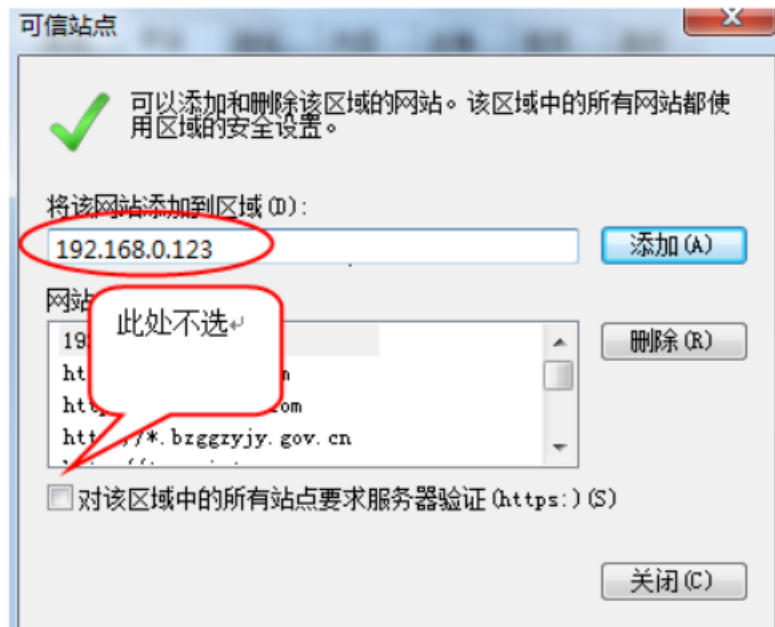 可信站点
可以添加和删除该区域的网站。该区域中的所有网站都使
用区域的安全设置。
将该网站添加到区域(D):
192.168.0.123
添加(A)
网站
此处不选
删除(R)
http://*.bzggzyjy.gov.cn
对该区域中的所有站点要求服务器验证(https:)(S)
关闭(C)